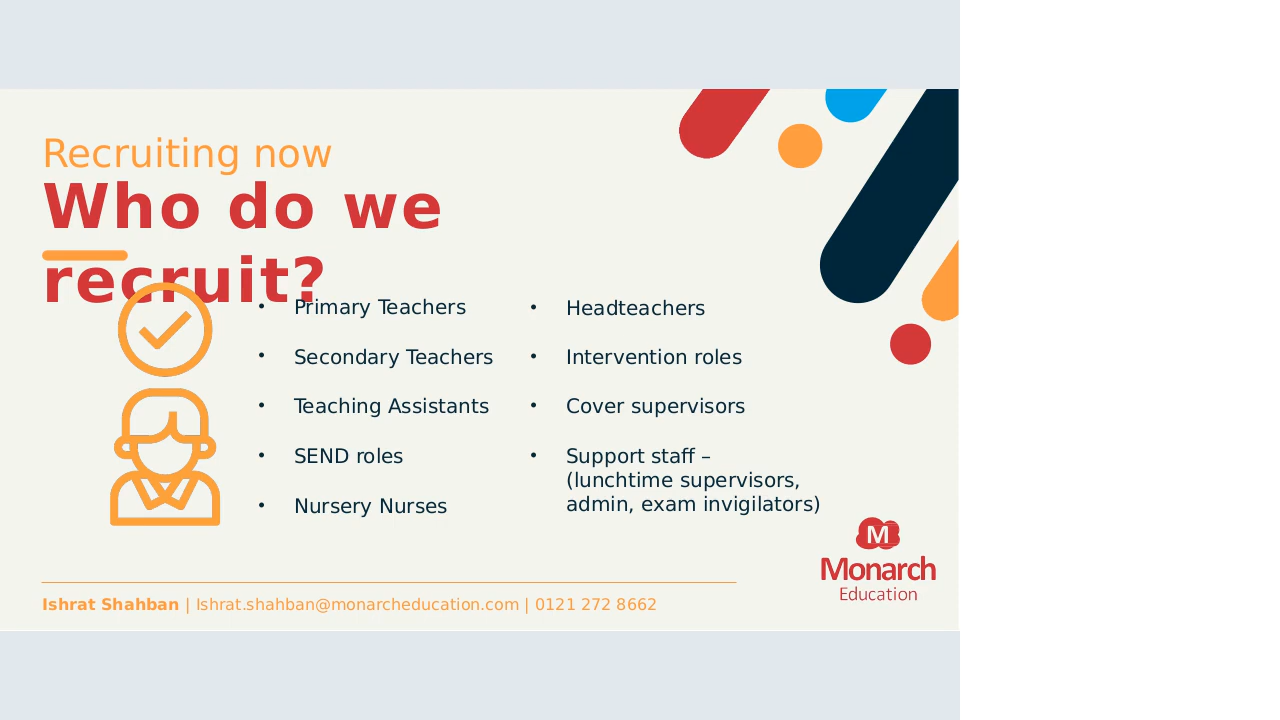 Recruiting now
Who do we
recruit?
• Primary Teachers
• Secondary Teachers
• Teaching Assistants
• SEND roles
• Nursery Nurses
• Headteachers
• Intervention roles
• Cover supervisors
• Support staff –
(lunchtime supervisors,
admin, exam invigilators)
M
Monarch
Education
Ishrat Shahban | Ishrat.shahban@monarcheducation.com | 0121 272 8662